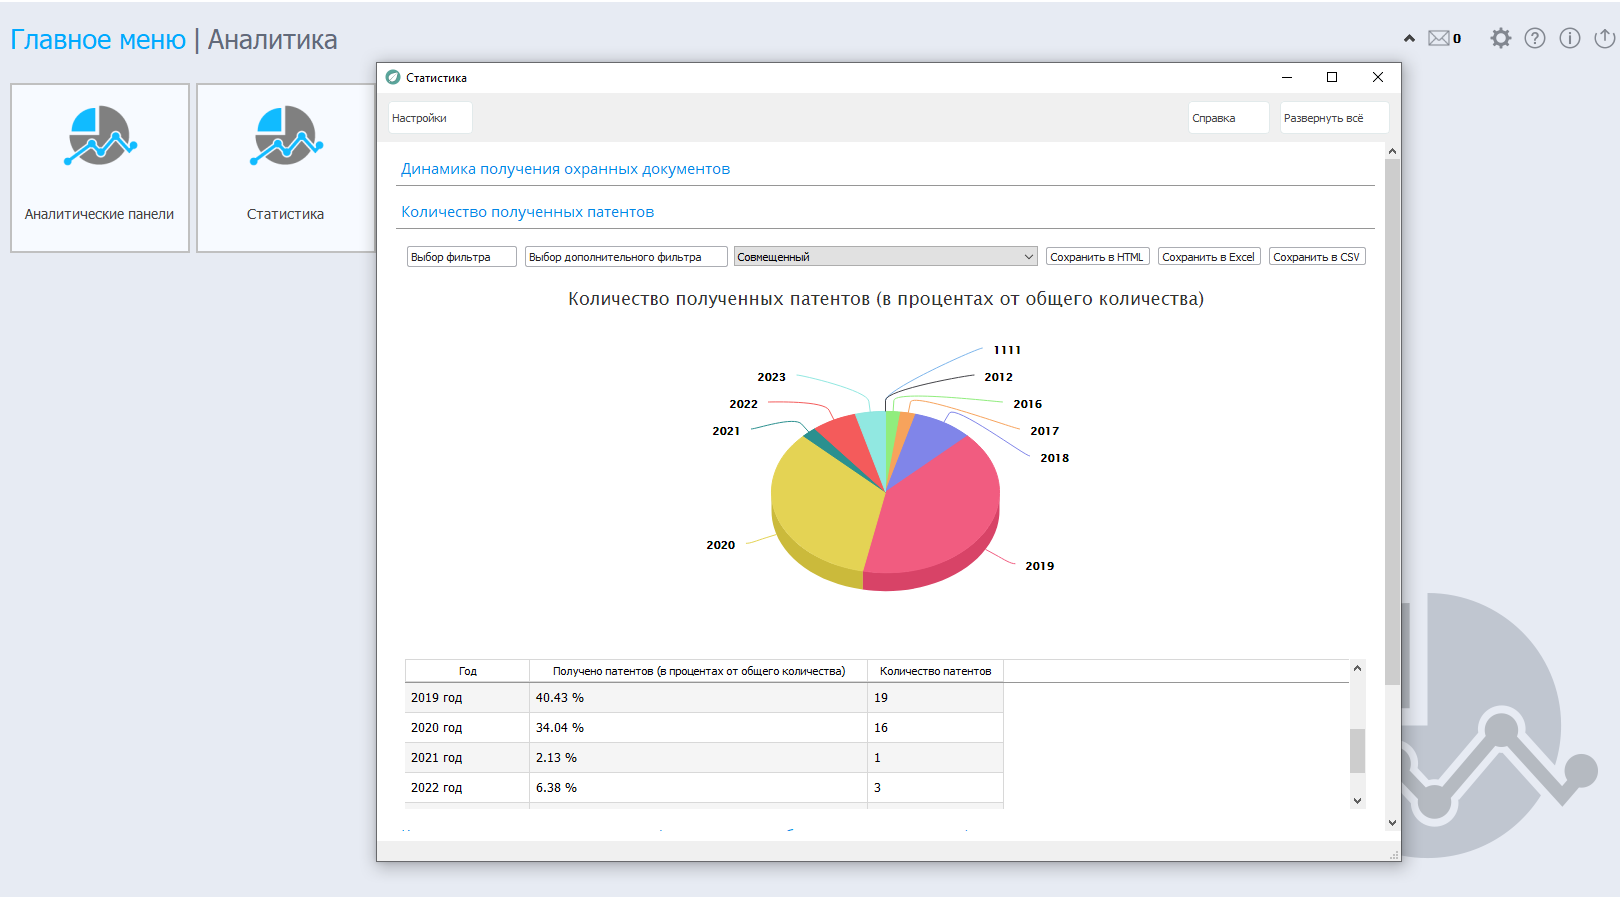 Главное меню | Аналитика
0
Статистика
Настройки
Справка
Развернуть всё
Аналитические панели
Статистика
Динамика получения охранных документов
Количество полученных патентов
Выбор фильтра
Выбор дополнительного фильтра
Совмещенный
Сохранить в HTML
Сохранить в Excel
Сохранить в CSV
Количество полученных патентов (в процентах от общего количества)
1111
2023
2012
2022
2016
2021
2017
2018
2020
2019
Год Получено патентов (в процентах от общего количества) Количество патентов
2019 год 40.43 % 19
2020 год 34.04 % 16
2021 год 2.13 % 1
2022 год 6.38 % 3